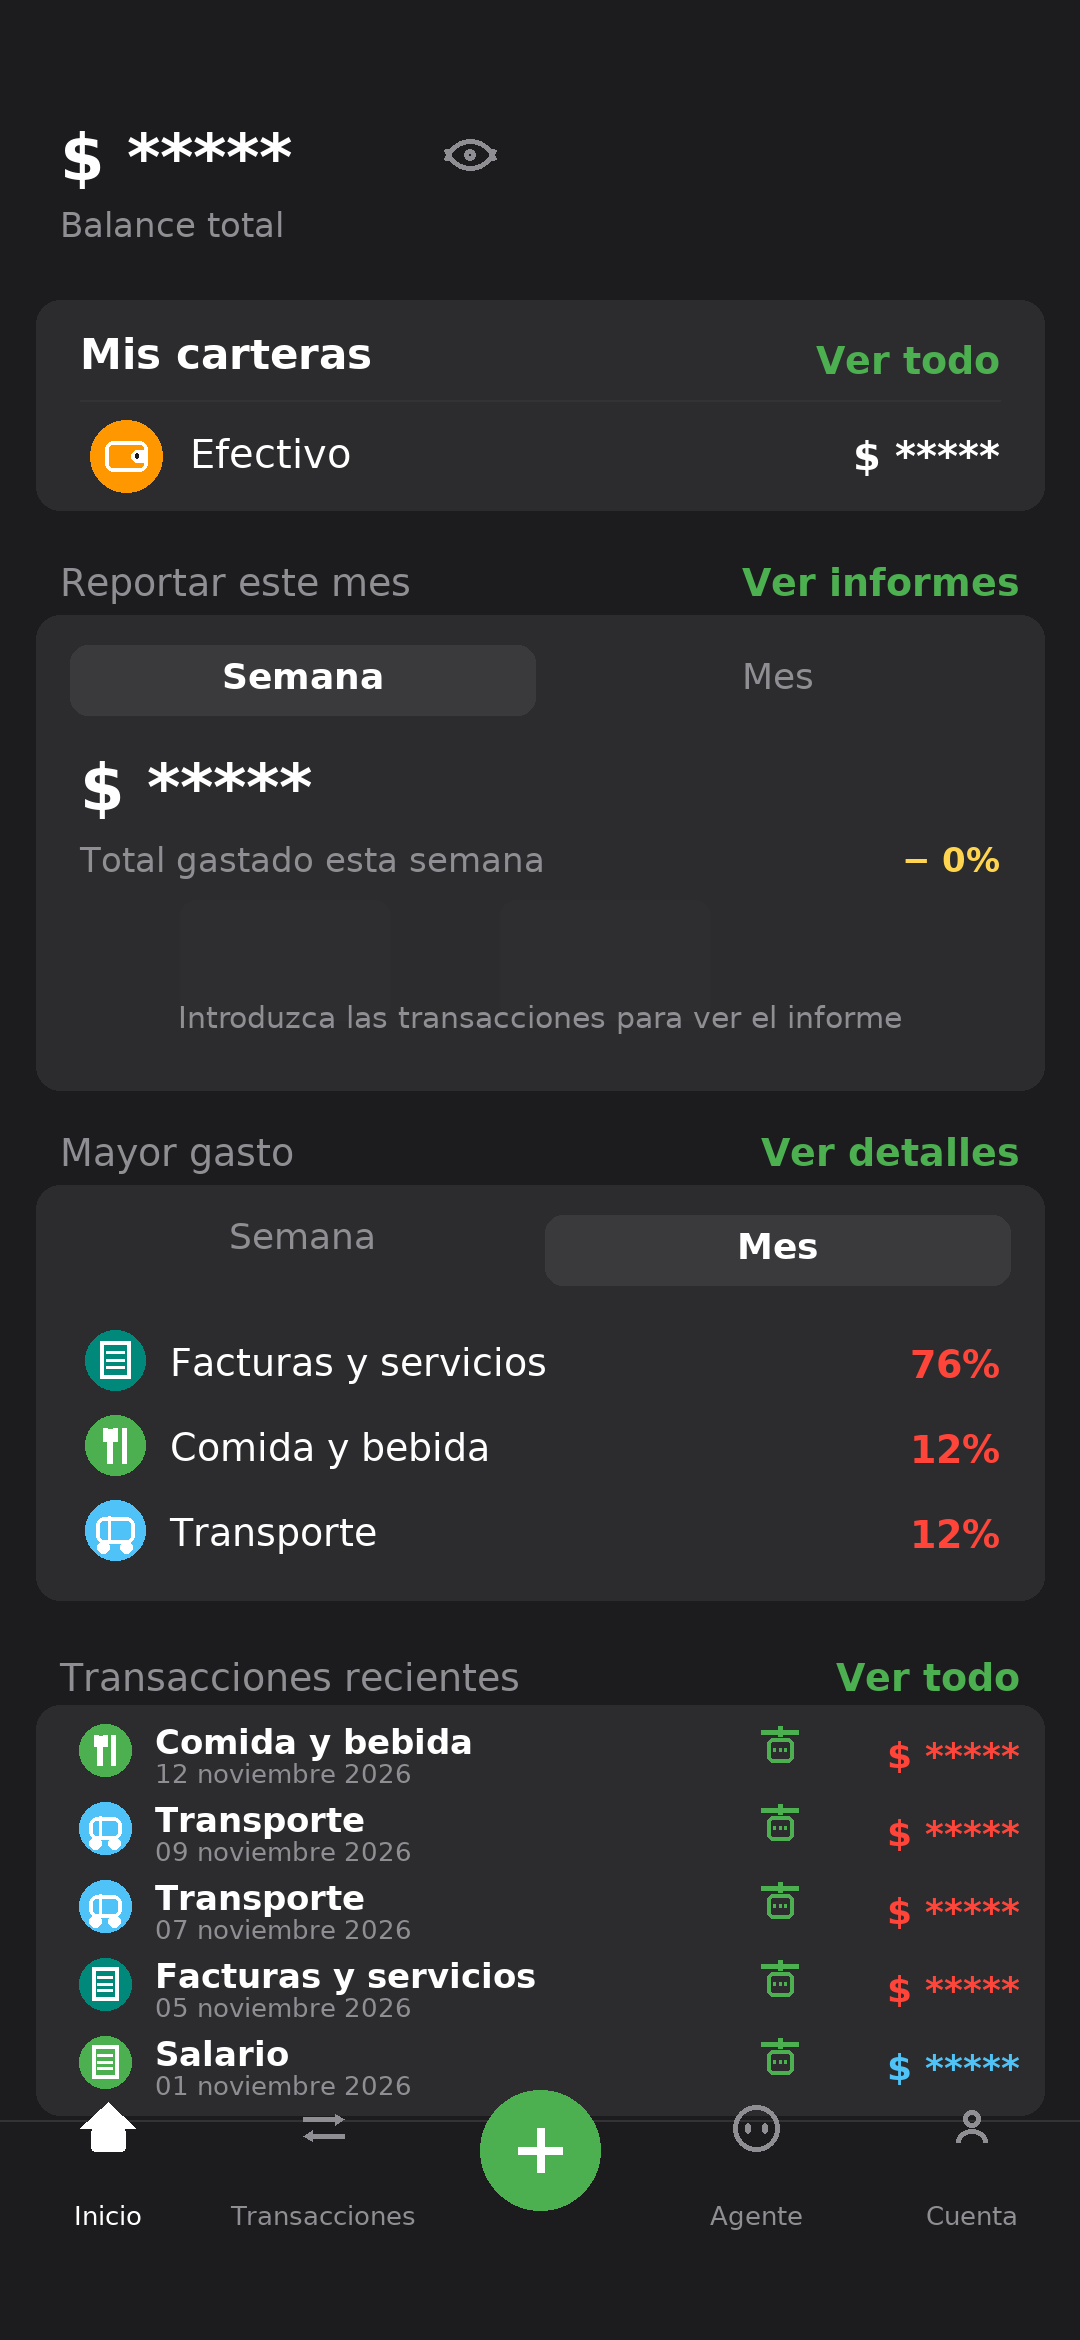 $ *****
Balance total
Mis carteras
Ver todo
Efectivo
$ *****
Reportar este mes
Ver informes
Semana
Mes
$ *****
Total gastado esta semana
– 0%
Introduzca las transacciones para ver el informe
Mayor gasto
Ver detalles
Semana
Mes
Facturas y servicios
76%
Comida y bebida
12%
Transporte
12%
Transacciones recientes
Ver todo
Comida y bebida
$ *****
12 noviembre 2026
Transporte
$ *****
09 noviembre 2026
Transporte
$ *****
07 noviembre 2026
Facturas y servicios
$ *****
05 noviembre 2026
Salario
$ *****
01 noviembre 2026
Inicio
Transacciones
Agente
Cuenta